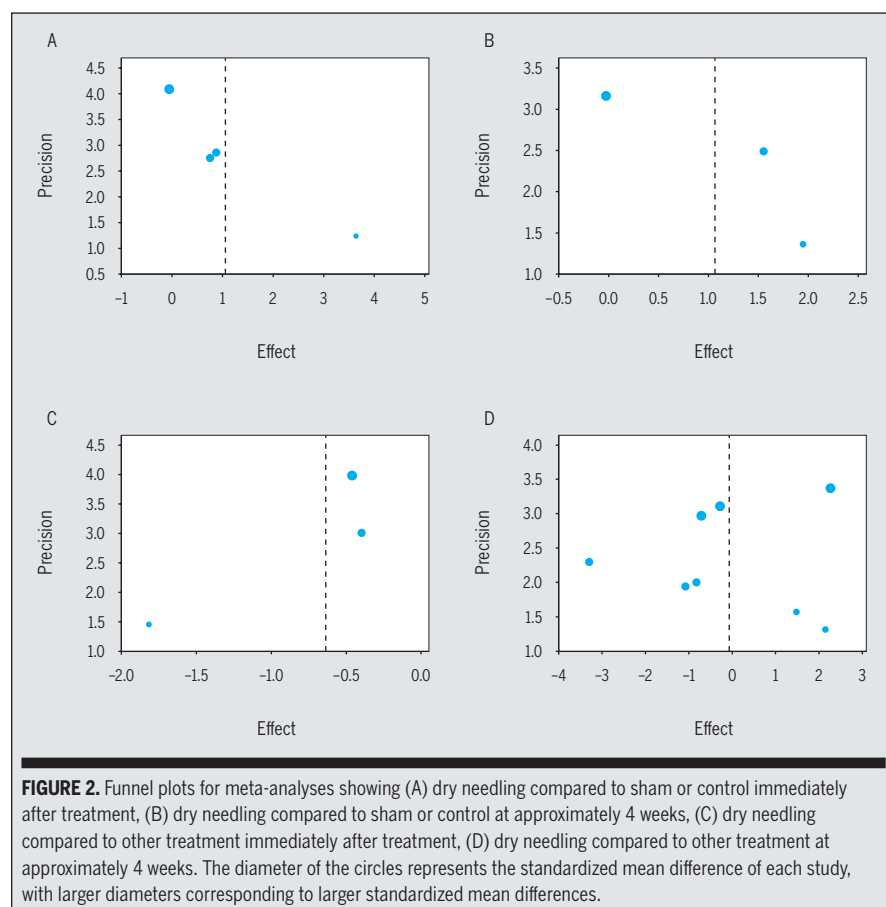 A
4.5
4.0
3.5
3.0
2.5
2.0
1.5
1.0
0.5
Precision
–1 0 1 2 3 4 5
Effect
B
3.5
3.0
2.5
2.0
1.5
1.0
Precision
–0.5 0.0 0.5 1.0 1.5 2.0 2.5
Effect
C
4.5
4.0
3.5
3.0
2.5
2.0
1.5
1.0
Precision
–2.0 –1.5 –1.0 –0.5 0.0
Effect
D
4.0
3.5
3.0
2.5
2.0
1.5
1.0
Precision
–4 –3 –2 –1 0 1 2 3
Effect
FIGURE 2. Funnel plots for meta-analyses showing (A) dry needling compared to sham or control immediately
after treatment, (B) dry needling compared to sham or control at approximately 4 weeks, (C) dry needling
compared to other treatment immediately after treatment, (D) dry needling compared to other treatment at
approximately 4 weeks. The diameter of the circles represents the standardized mean difference of each study,
with larger diameters corresponding to larger standardized mean differences.